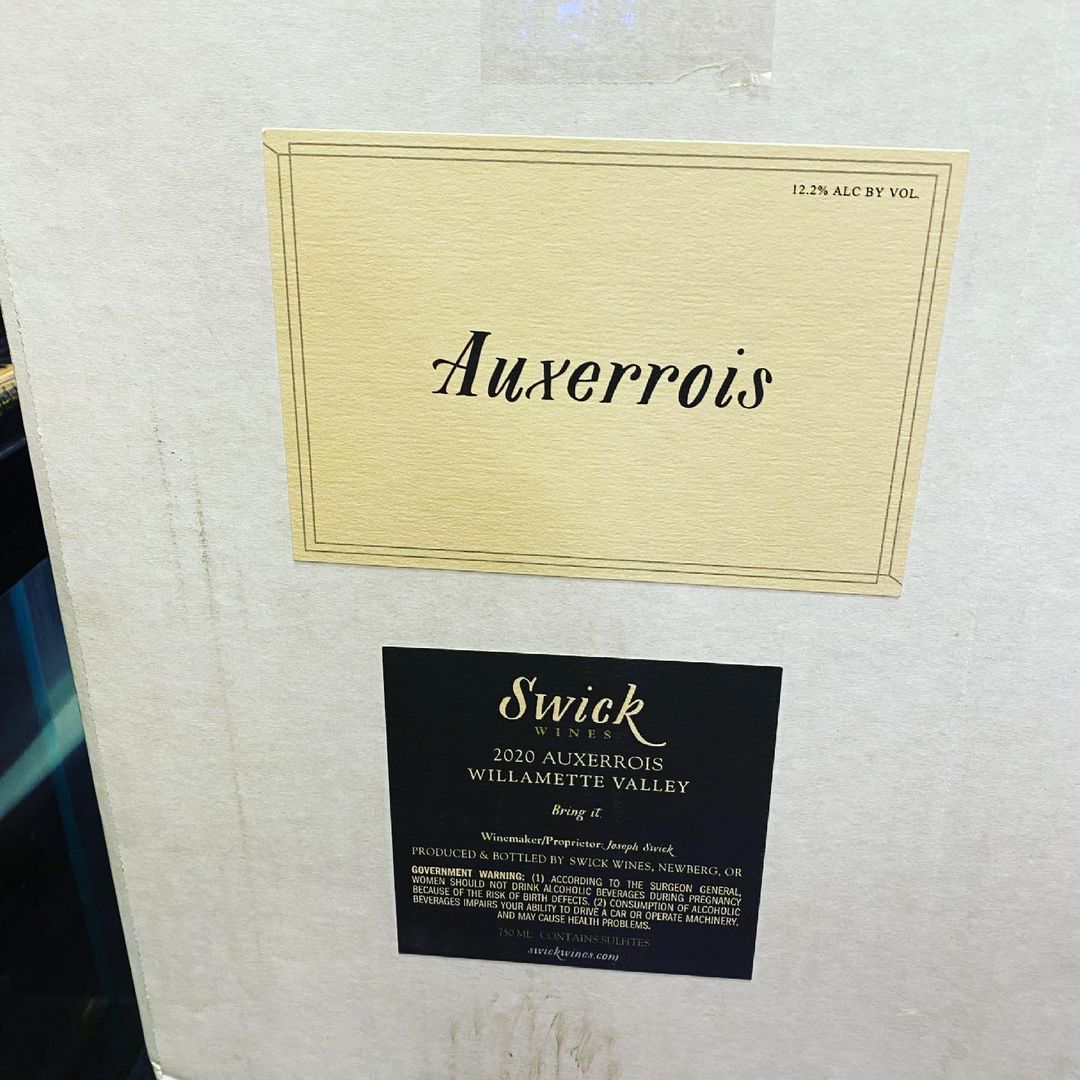 12.2% ALC BY VOL.
Auxerrois
Swick
WINES
2020 AUXERROIS
WILLAMETTE VALLEY
Bring it.
Winemaker/Proprietor: Joseph Swick
PRODUCED & BOTTLED BY SWICK WINES, NEWBERG, OR
GOVERNMENT WARNING: (1) ACCORDING TO THE SURGEON GENERAL,
WOMEN SHOULD NOT DRINK ALCOHOLIC BEVERAGES DURING PREGNANCY
BECAUSE OF THE RISK OF BIRTH DEFECTS. (2) CONSUMPTION OF ALCOHOLIC
BEVERAGES IMPAIRS YOUR ABILITY TO DRIVE A CAR OR OPERATE MACHINERY,
AND MAY CAUSE HEALTH PROBLEMS.
750 ML CONTAINS SULFITES
swickwines.com